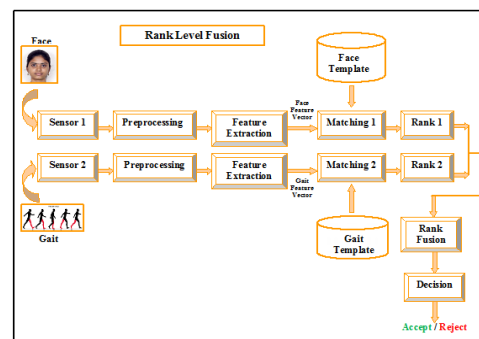 Rank Level Fusion
Face
Face
Template
Sensor 1
Preprocessing
Feature
Extraction
Face
Feature
Vector
Matching 1
Rank 1
Sensor 2
Preprocessing
Feature
Extraction
Gait
Feature
Vector
Matching 2
Rank 2
Gait
Gait
Template
Rank
Fusion
Decision
Accept / Reject